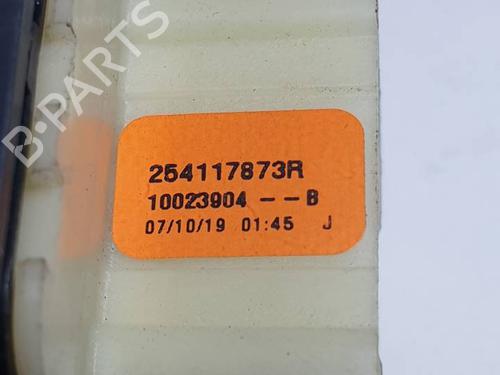 B-PARTS
254117873R
10023904 -- B
07/10/19 01:45 J